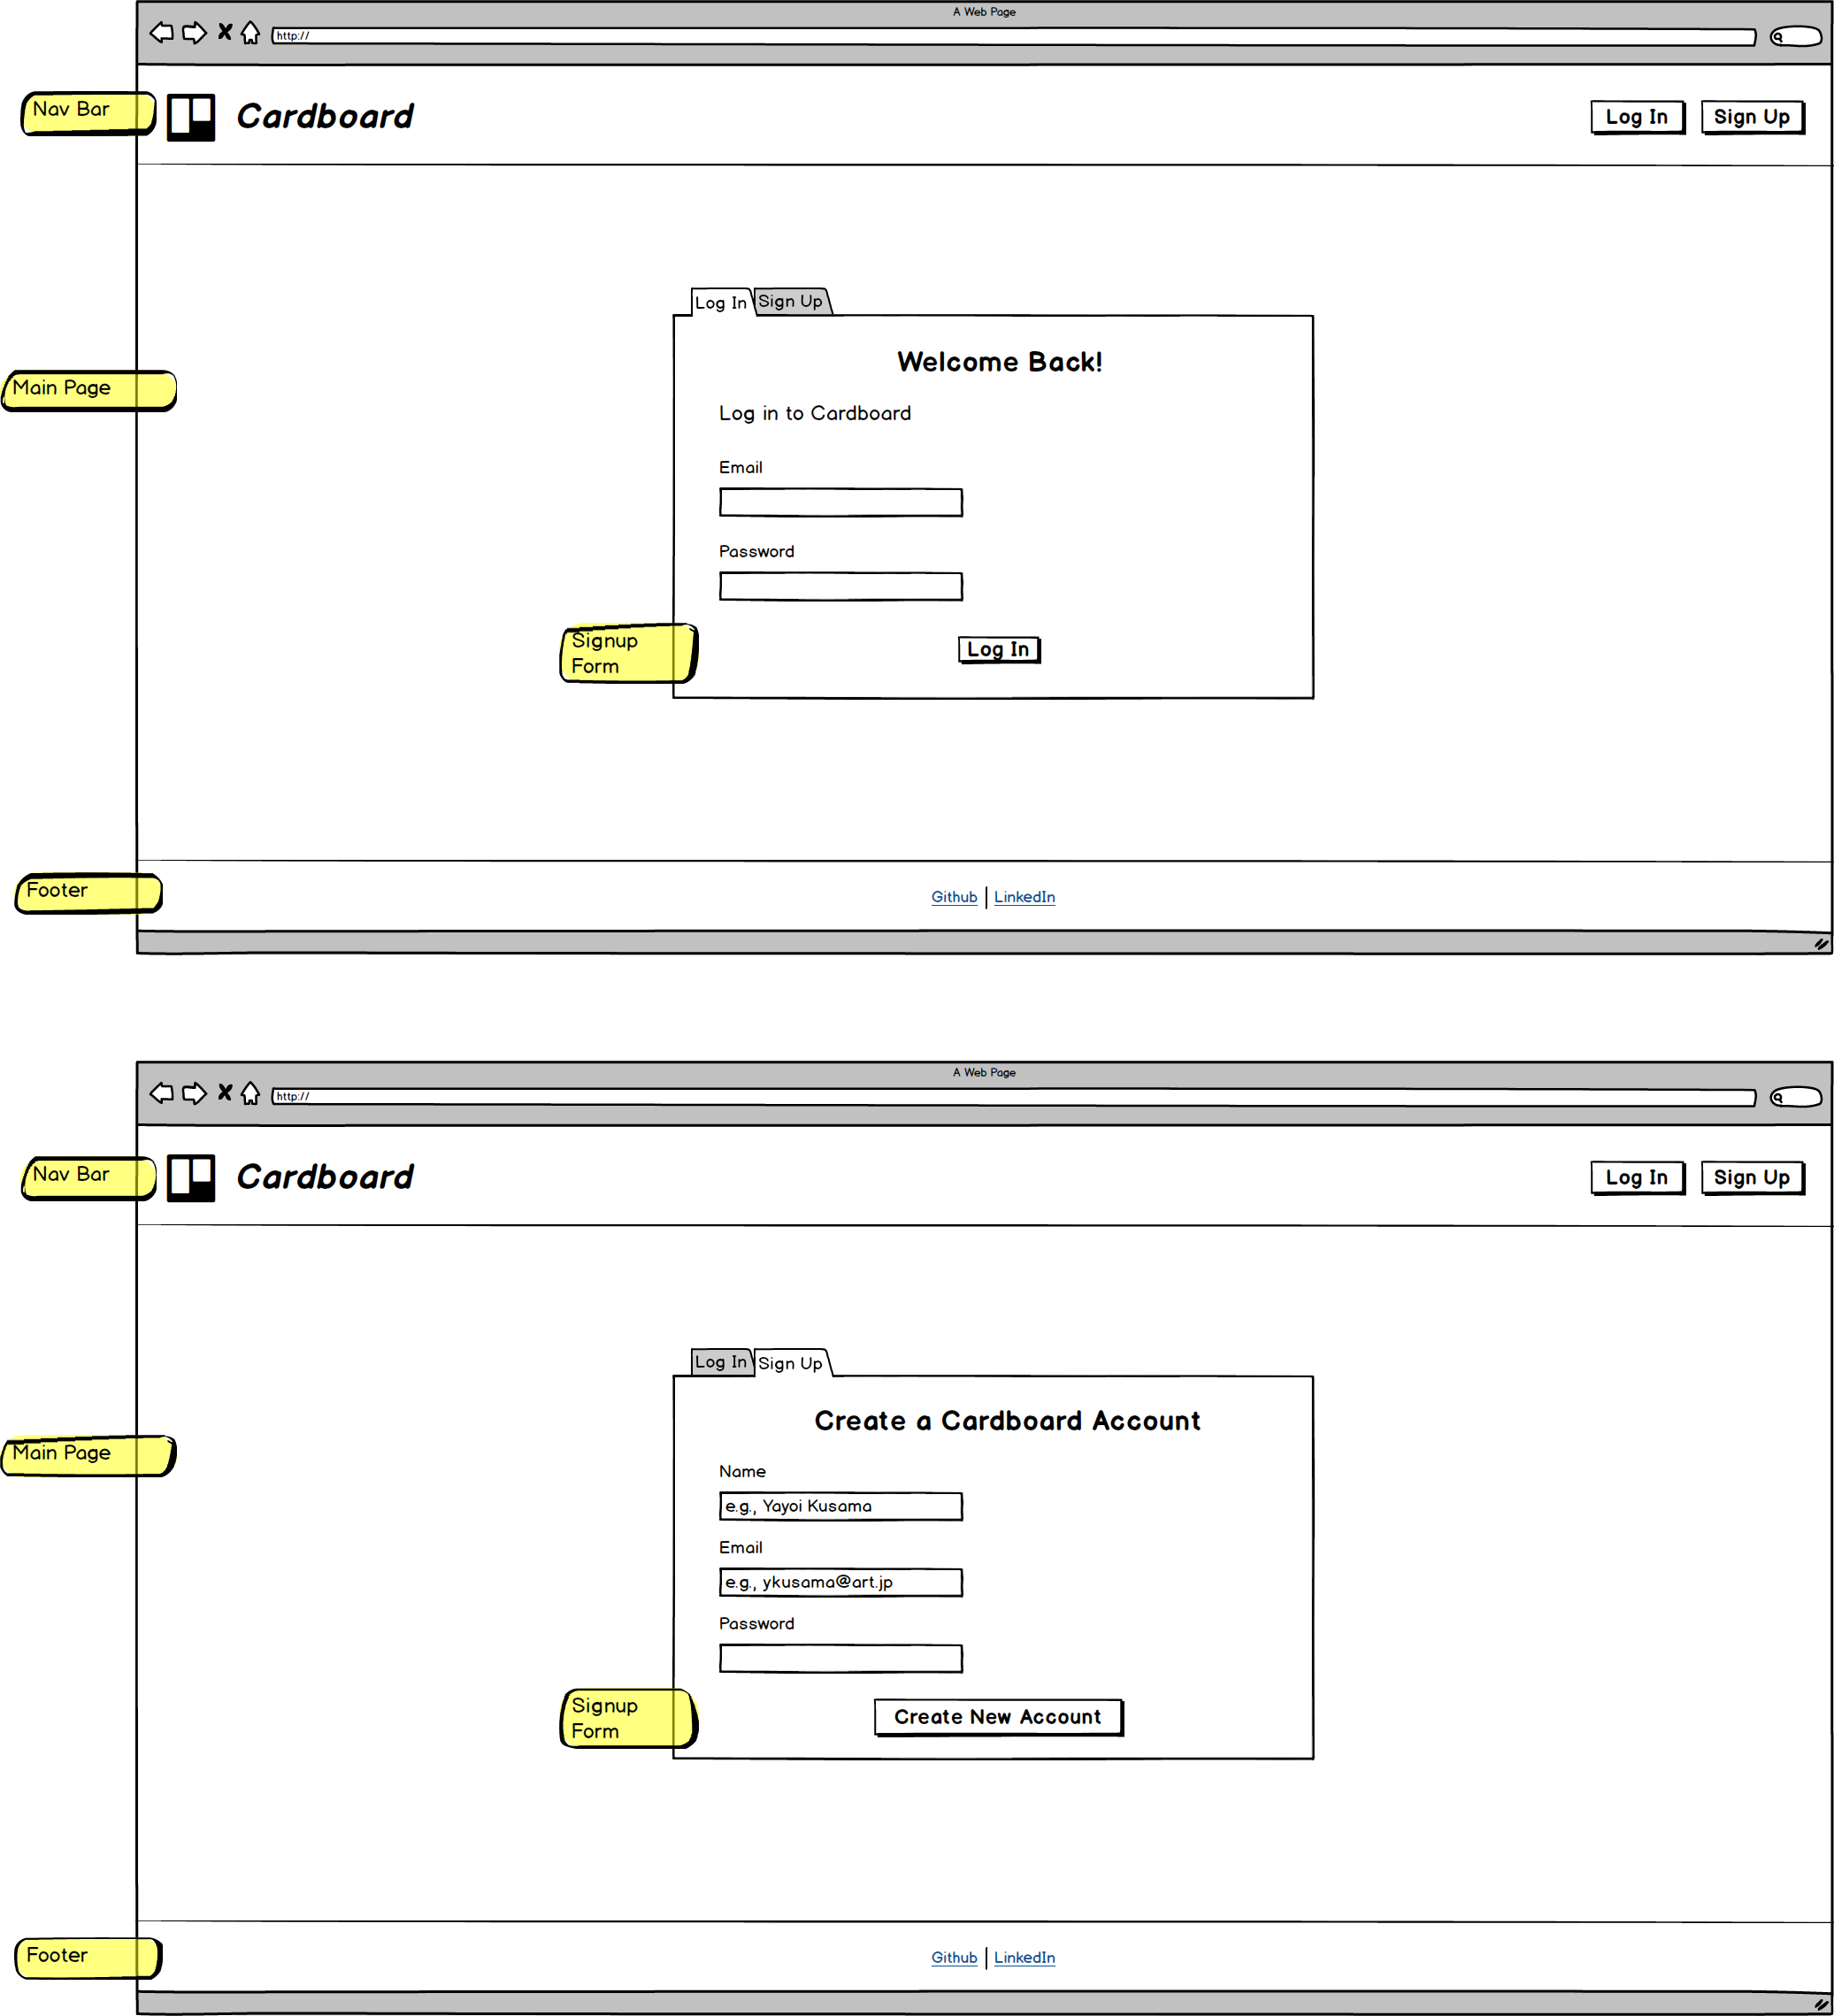 A Web Page
http://
Nav Bar
Cardboard
Log In
Sign Up
Log In
Sign Up
Welcome Back!
Main Page
Log in to Cardboard
Email
Password
Signup
Form
Log In
Footer
Github
LinkedIn
A Web Page
http://
Nav Bar
Cardboard
Log In
Sign Up
Log In
Sign Up
Create a Cardboard Account
Main Page
Name
e.g., Yayoi Kusama
Email
e.g., ykusama@art.jp
Password
Signup
Form
Create New Account
Footer
Github
LinkedIn